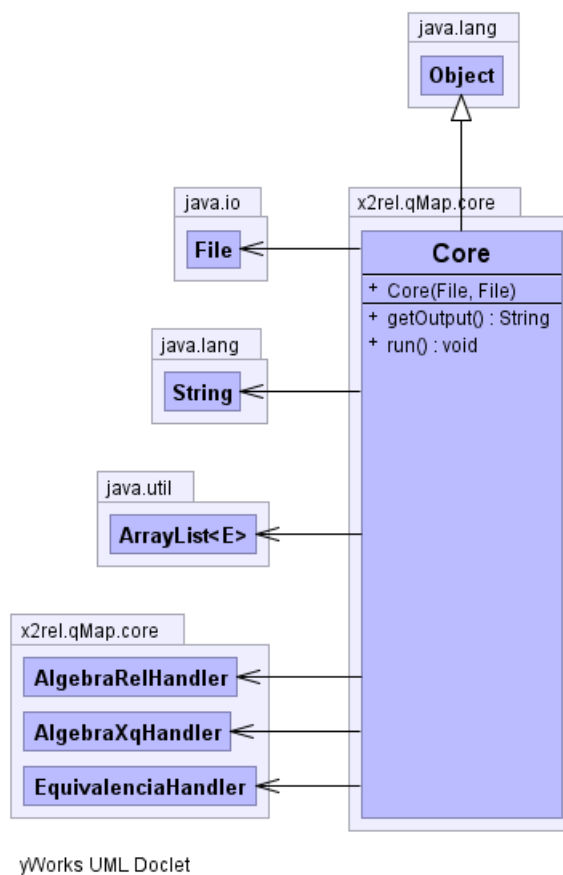 java.lang
Object
java.io
File
x2rel.qMap.core
Core
+ Core(File, File)
+ getOutput() : String
+ run() : void
java.lang
String
java.util
ArrayList<E>
x2rel.qMap.core
AlgebraRelHandler
AlgebraXqHandler
EquivalenciaHandler
yWorks UML Doclet